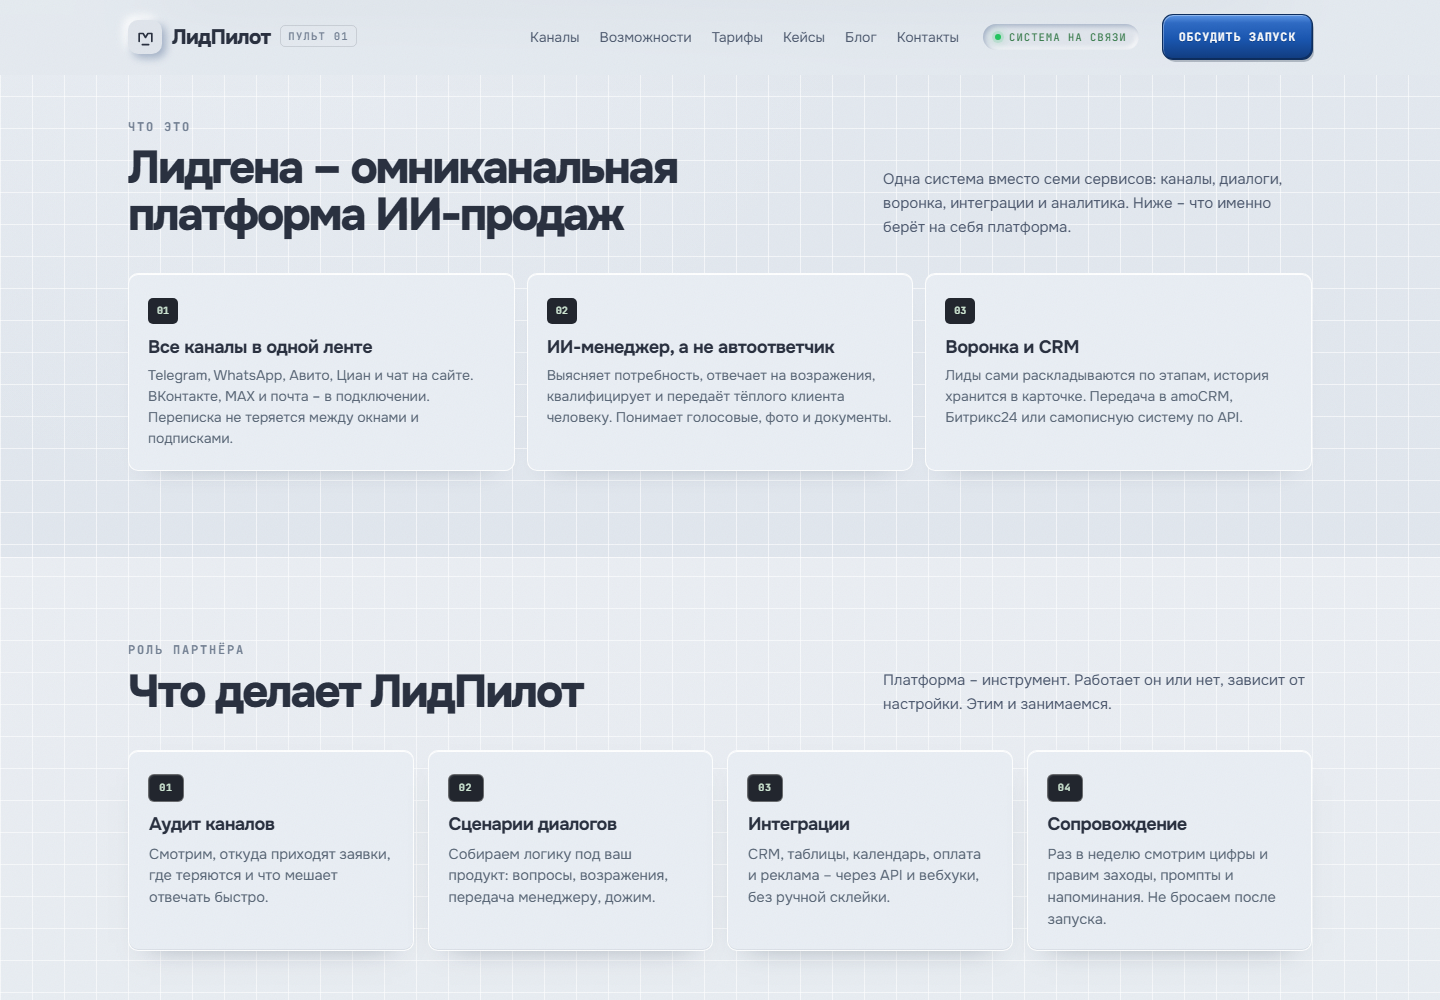 ЛидПилот
ПУЛЬТ 01
Каналы
Возможности
Тарифы
Кейсы
Блог
Контакты
СИСТЕМА НА СВЯЗИ
ОБСУДИТЬ ЗАПУСК
ЧТО ЭТО
Лидгена – омниканальная
платформа ИИ-продаж
Одна система вместо семи сервисов: каналы, диалоги,
воронка, интеграции и аналитика. Ниже – что именно
берёт на себя платформа.
01
Все каналы в одной ленте
Telegram, WhatsApp, Авито, Циан и чат на сайте.
ВКонтакте, MAX и почта – в подключении.
Переписка не теряется между окнами и
подписками.
02
ИИ-менеджер, а не автоответчик
Выясняет потребность, отвечает на возражения,
квалифицирует и передаёт тёплого клиента
человеку. Понимает голосовые, фото и документы.
03
Воронка и CRM
Лиды сами раскладываются по этапам, история
хранится в карточке. Передача в amoCRM,
Битрикс24 или самописную систему по API.
РОЛЬ ПАРТНЁРА
Что делает ЛидПилот
Платформа – инструмент. Работает он или нет, зависит от
настройки. Этим и занимаемся.
01
Аудит каналов
Смотрим, откуда приходят заявки,
где теряются и что мешает
отвечать быстро.
02
Сценарии диалогов
Собираем логику под ваш
продукт: вопросы, возражения,
передача менеджеру, дожим.
03
Интеграции
CRM, таблицы, календарь, оплата
и реклама – через API и вебхуки,
без ручной склейки.
04
Сопровождение
Раз в неделю смотрим цифры и
правим заходы, промпты и
напоминания. Не бросаем после
запуска.